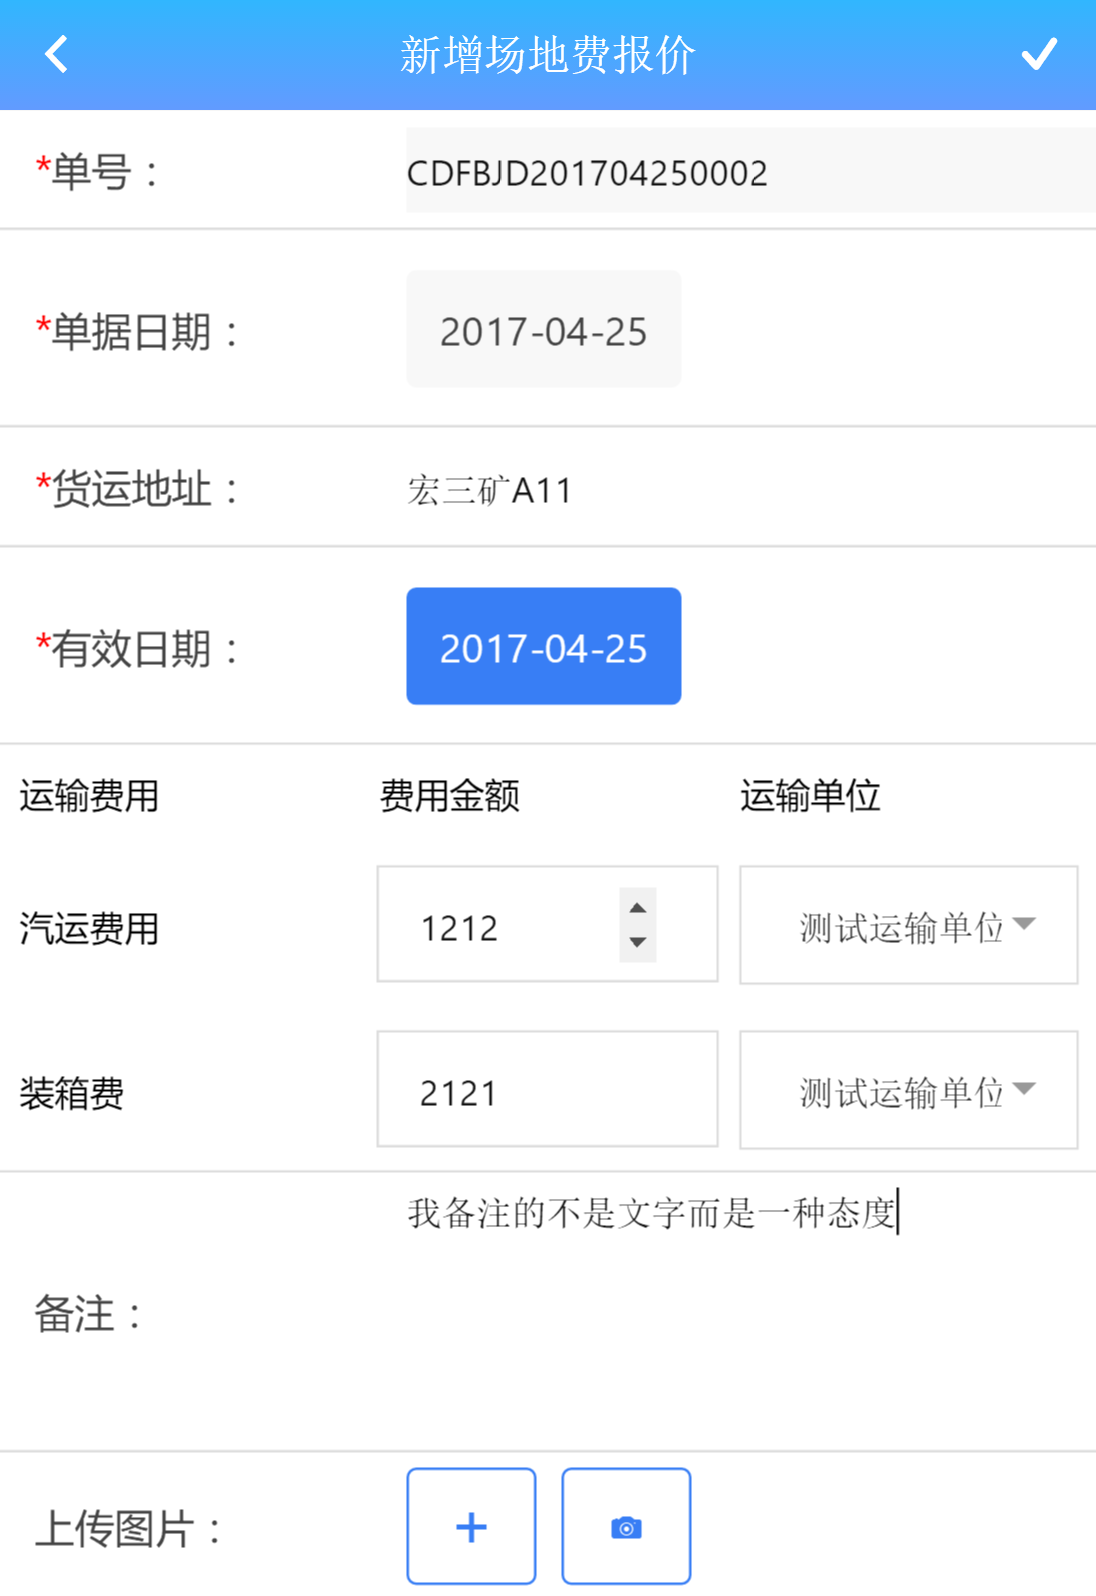 新增场地费报价
*单号： CDFBJD201704250002
*单据日期： 2017-04-25
*货运地址： 宏三矿A11
*有效日期： 2017-04-25
运输费用 费用金额 运输单位
汽运费用 1212 测试运输单位
装箱费 2121 测试运输单位
我备注的不是文字而是一种态度
备注：
上传图片：